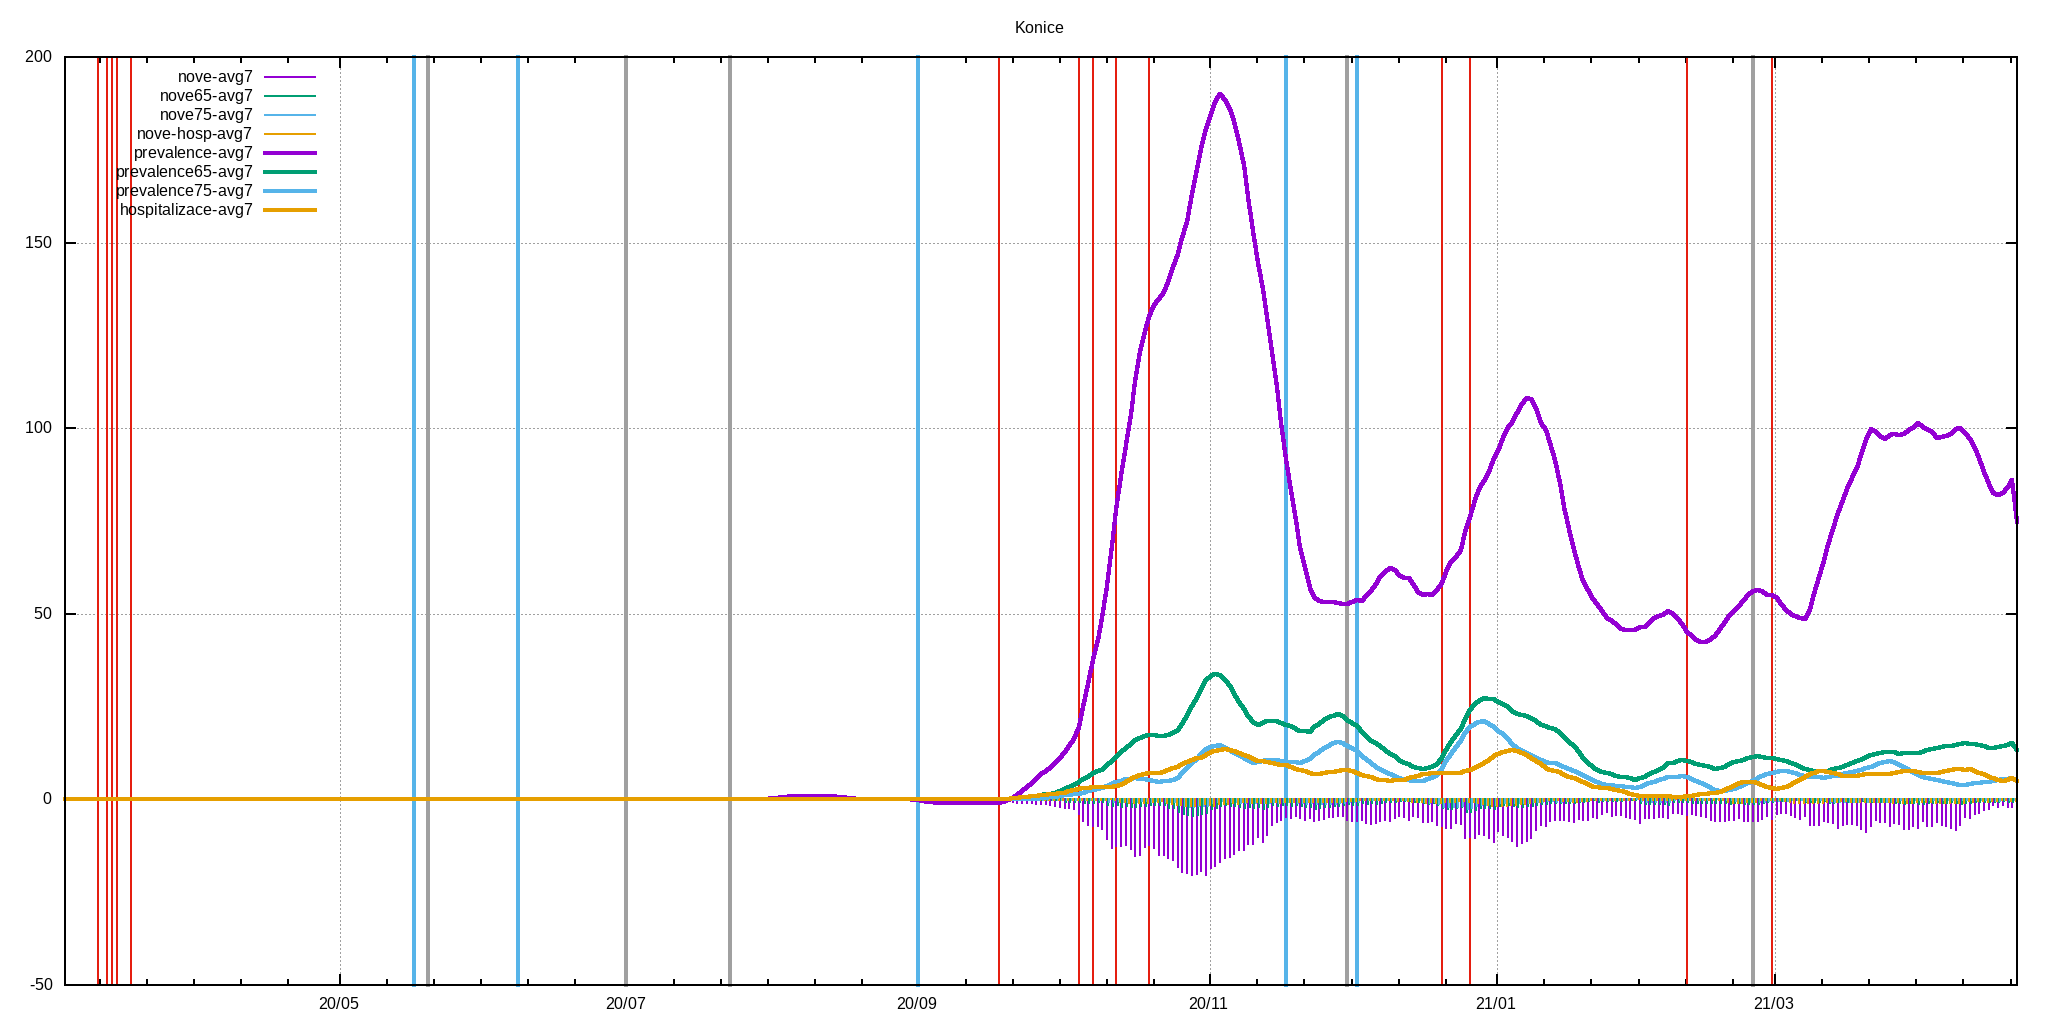 Konice
200
150
100
50
0
-50
nove-avg7
nove65-avg7
nove75-avg7
nove-hosp-avg7
prevalence-avg7
prevalence65-avg7
prevalence75-avg7
hospitalizace-avg7
20/05 20/07 20/09 20/11 21/01 21/03